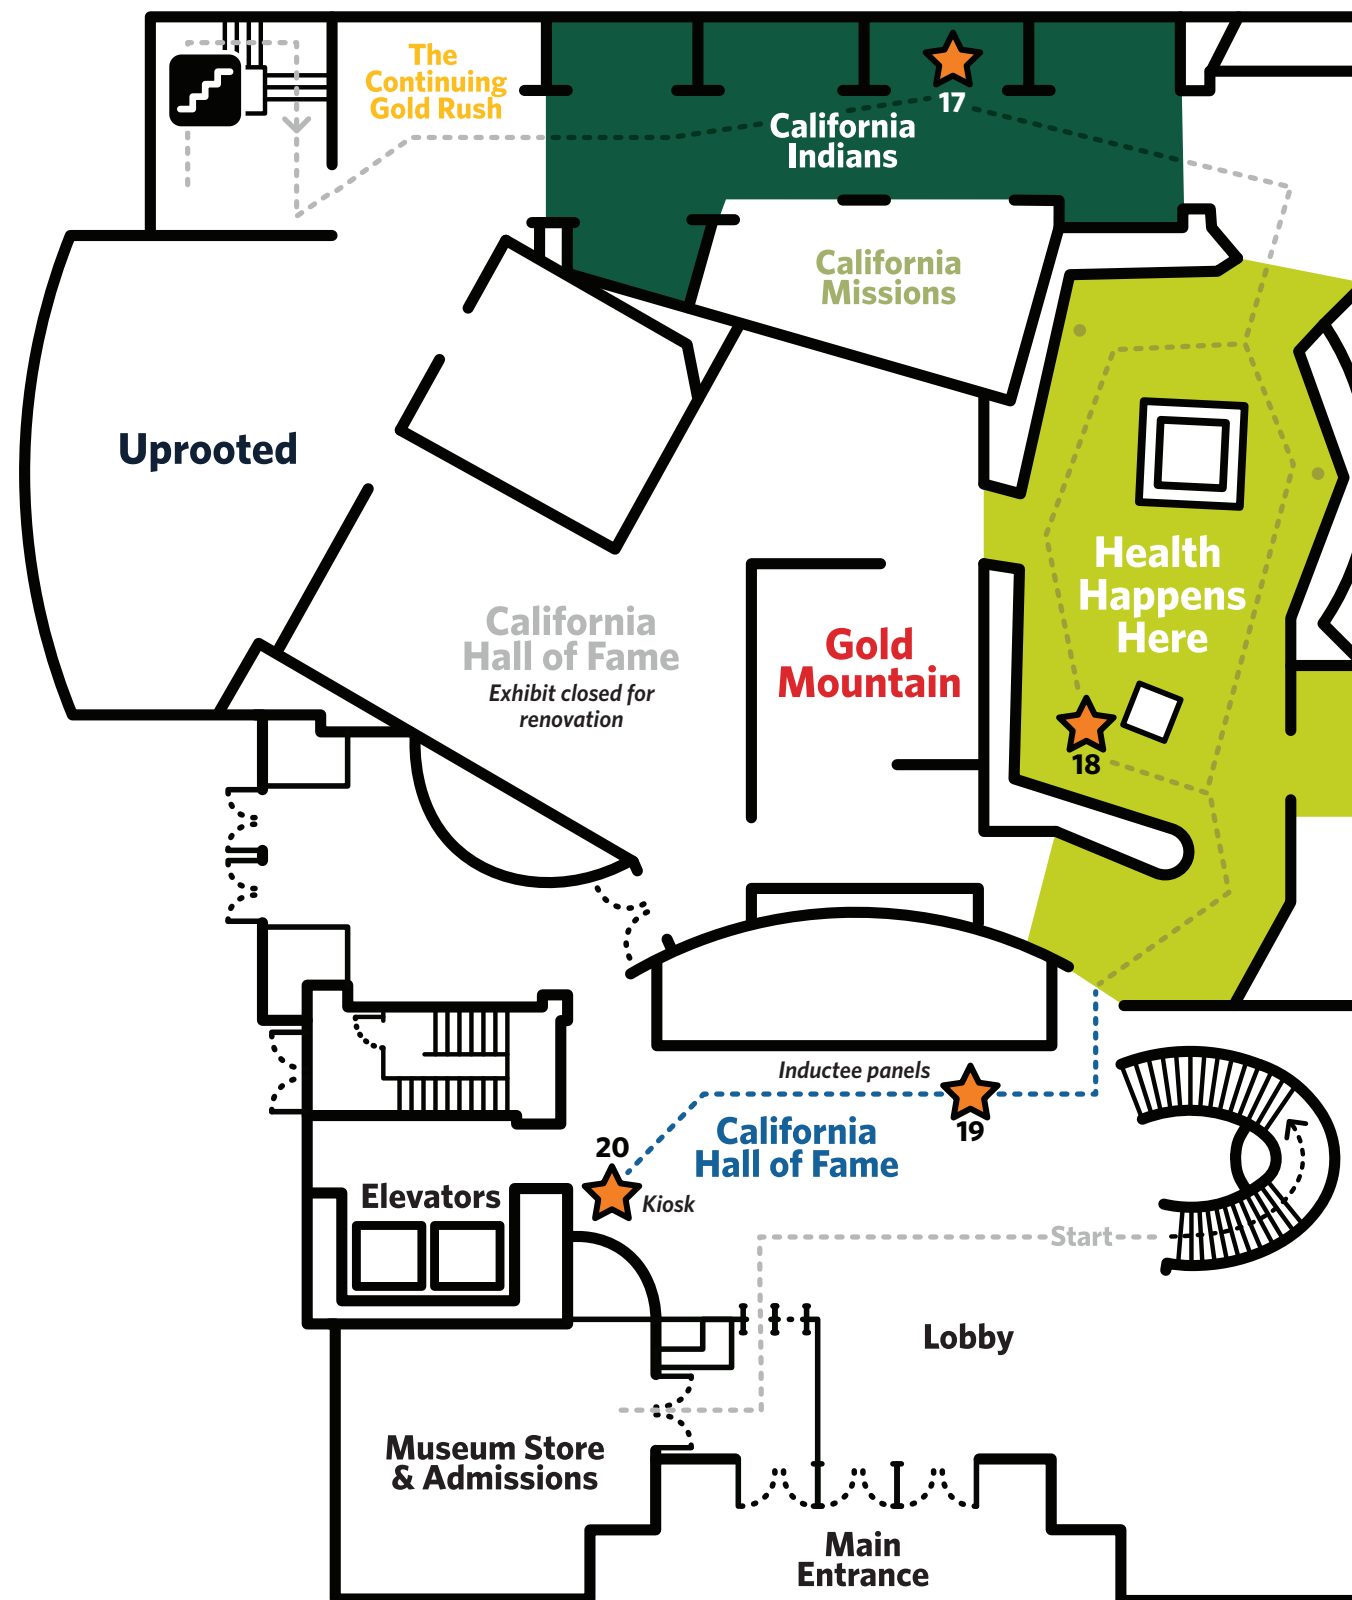 The
Continuing
Gold Rush
17
California
Indians
California
Missions
Uprooted
Health
Happens
Here
California
Hall of Fame
Exhibit closed for
renovation
Gold
Mountain
18
Inductee panels
19
California
Hall of Fame
20
Kiosk
Elevators
Start
Lobby
Museum Store
& Admissions
Main
Entrance